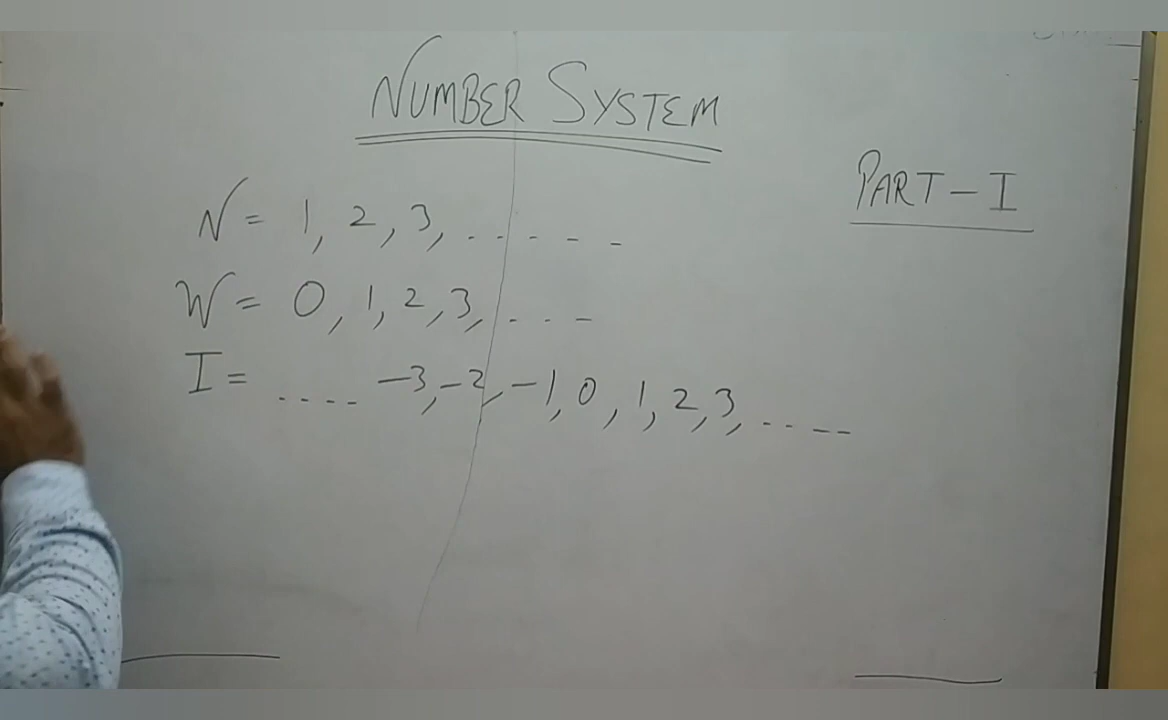 NUMBER SYSTEM
PART-I
N = 1, 2, 3, . . - - -
W = 0, 1, 2, 3, . - - -
I = . . . . -3, -2, -1, 0, 1, 2, 3, . . - -